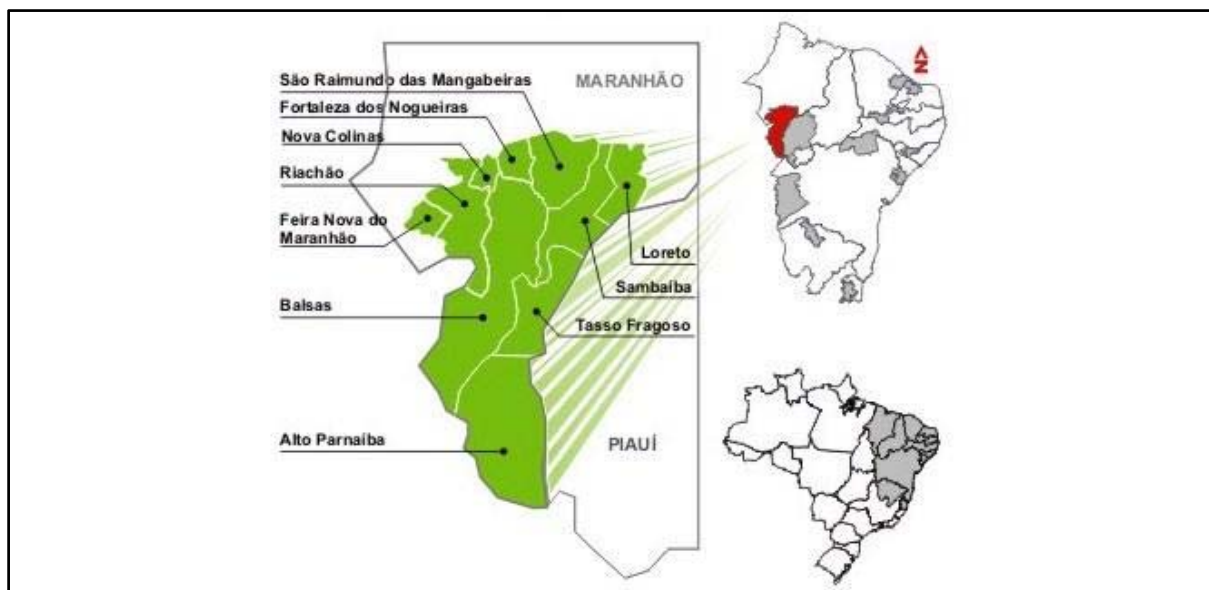 São Raimundo das Mangabeiras
MARANHÃO
Fortaleza dos Nogueiras
Nova Colinas
Riachão
Feira Nova do
Maranhão
Loreto
Sambaíba
Balsas
Tasso Fragoso
Alto Parnaíba
PIAUÍ
N